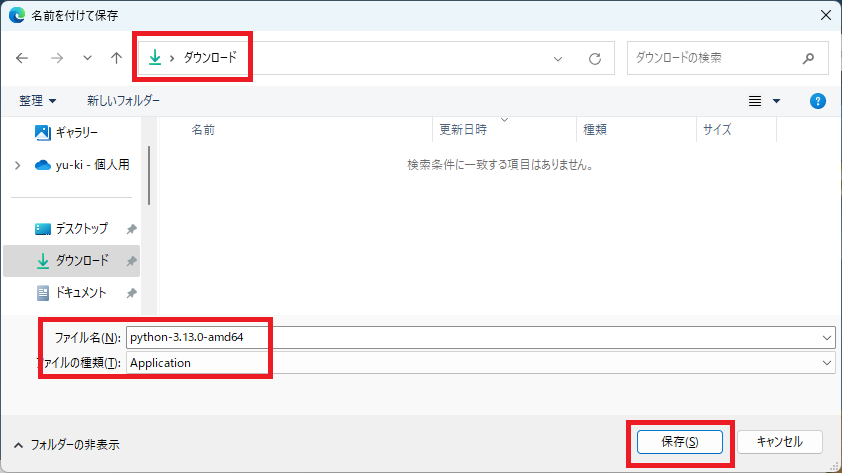 名前を付けて保存
ダウンロード
ダウンロードの検索
整理
新しいフォルダー
ギャラリー
yu-ki - 個人用
デスクトップ
ダウンロード
ドキュメント
名前 更新日時 種類 サイズ
検索条件に一致する項目はありません。
ファイル名(N): python-3.13.0-amd64
ファイルの種類(T): Application
フォルダーの非表示
保存(S)
キャンセル